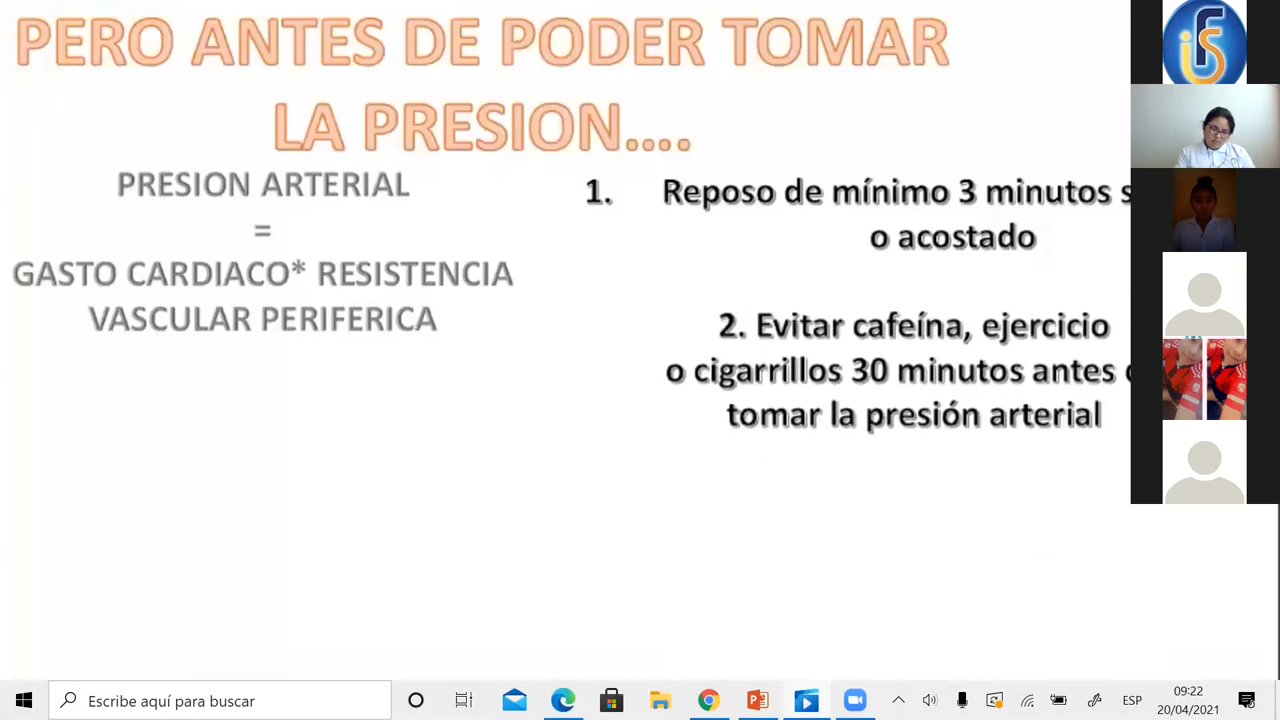 PERO ANTES DE PODER TOMAR
LA PRESION....
PRESION ARTERIAL
=
GASTO CARDIACO* RESISTENCIA
VASCULAR PERIFERICA
1. Reposo de mínimo 3 minutos
o acostado
2. Evitar cafeína, ejercicio
o cigarrillos 30 minutos antes
tomar la presión arterial
Escribe aquí para buscar
ESP
09:22
20/04/2021